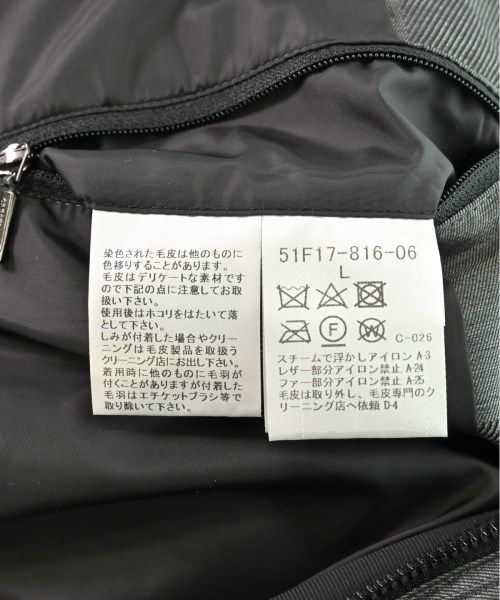 染色された毛皮は他のものに
色移りすることがあります。
毛皮はデリケートな素材です
ので下記の点に注意してお取
扱い下さい。
使用後はホコリをはたいて落
として下さい。
しみが付着した場合やクリー
ニングは毛皮製品を取扱う
クリーニング店にお出し下さい。
着用時に他のものに毛羽が
付くことがありますが、付着した
毛羽はエチケットブラシ等で
取り除いて下さい。
51F17-816-06
L
F W C-026
スチームで浮かしアイロン A-3
レザー部分アイロン禁止 A-24
ファー部分アイロン禁止 A-25
毛皮は取り外し、毛皮専門のク
リーニング店へ依頼 D-4